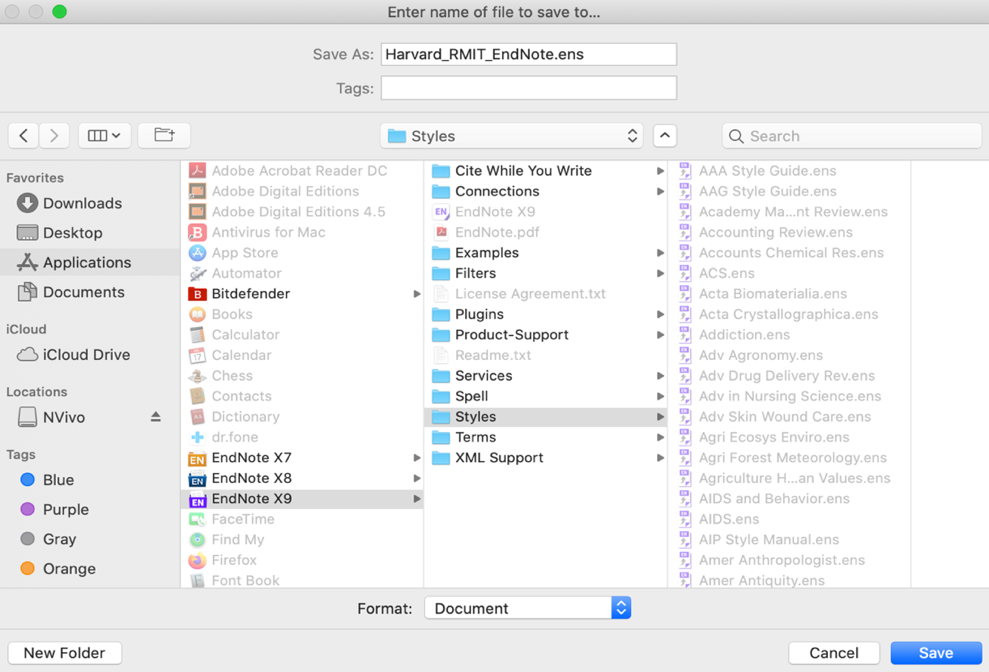 Enter name of file to save to...
Save As: Harvard_RMIT_EndNote.ens
Tags:
Styles
Search
Favorites
Downloads
Desktop
Applications
Documents
iCloud
iCloud Drive
Locations
NVivo
Tags
Blue
Purple
Gray
Orange
Adobe Acrobat Reader DC
Adobe Digital Editions
Adobe Digital Editions 4.5
Antivirus for Mac
App Store
Automator
Bitdefender
Books
Calculator
Calendar
Chess
Contacts
Dictionary
dr.fone
EndNote X7
EndNote X8
EndNote X9
FaceTime
Find My
Firefox
Font Book
Cite While You Write
Connections
EndNote X9
EndNote.pdf
Examples
Filters
License Agreement.txt
Plugins
Product-Support
Readme.txt
Services
Spell
Styles
Terms
XML Support
AAA Style Guide.ens
AAG Style Guide.ens
Academy Ma...nt Review.ens
Accounting Review.ens
Accounts Chemical Res.ens
ACS.ens
Acta Biomaterialia.ens
Acta Crystallographica.ens
Addiction.ens
Adv Agronomy.ens
Adv Drug Delivery Rev.ens
Adv in Nursing Science.ens
Adv Skin Wound Care.ens
Agri Ecosys Enviro.ens
Agri Forest Meteorology.ens
Agriculture H...an Values.ens
AIDS and Behavior.ens
AIDS.ens
AIP Style Manual.ens
Amer Anthropologist.ens
Amer Antiquity.ens
Format: Document
New Folder
Cancel
Save